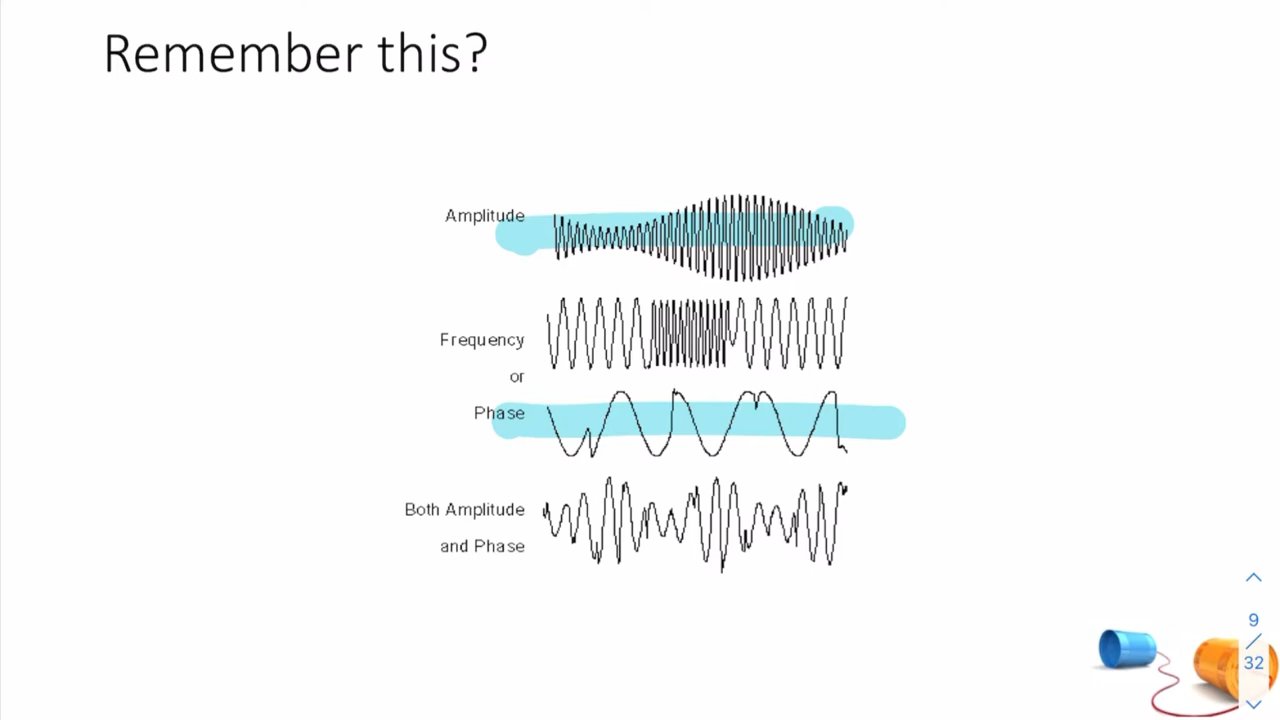 Remember this?
Amplitude
Frequency
or
Phase
Both Amplitude
and Phase
9
/
32